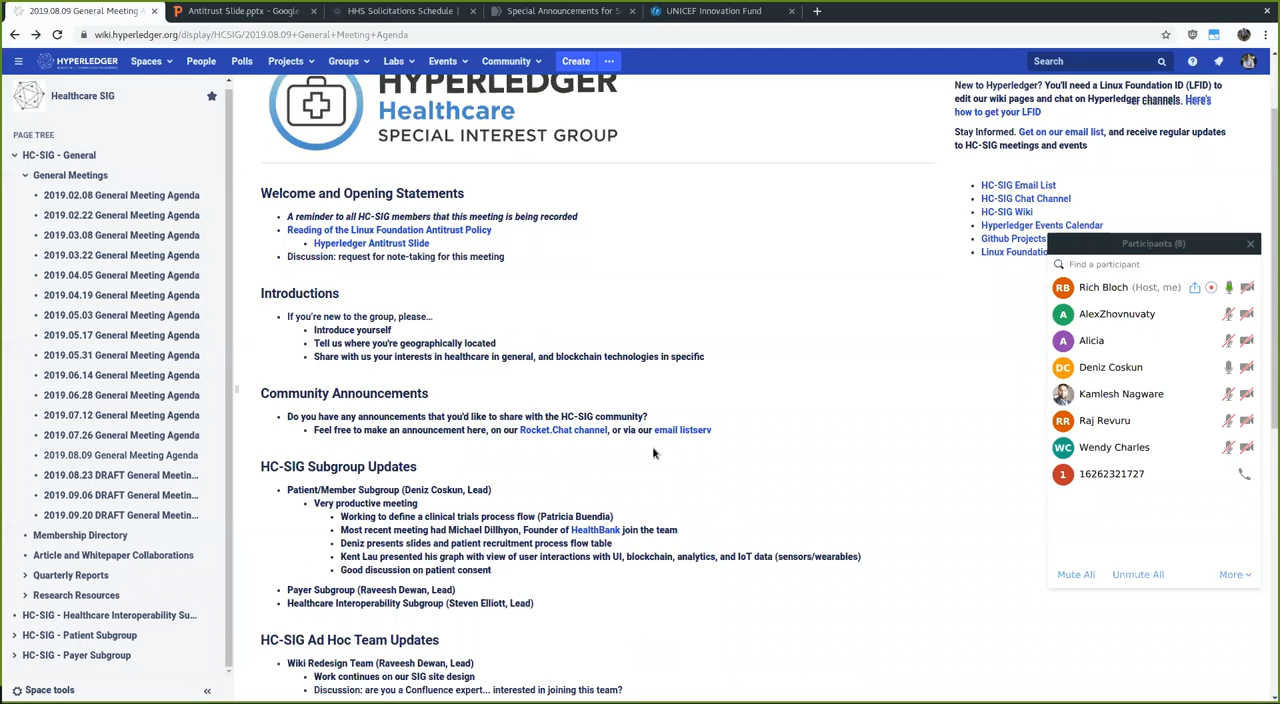 2019.08.09 General Meeting A
Antitrust Slide.pptx - Google
HHS Solicitations Schedule |
Special Announcements for S
UNICEF Innovation Fund
wiki.hyperledger.org/display/HCSIG/2019.08.09+General+Meeting+Agenda
HYPERLEDGER
Spaces
People
Polls
Projects
Groups
Labs
Events
Community
Create
Search
Healthcare SIG
PAGE TREE
HC-SIG - General
General Meetings
2019.02.08 General Meeting Agenda
2019.02.22 General Meeting Agenda
2019.03.08 General Meeting Agenda
2019.03.22 General Meeting Agenda
2019.04.05 General Meeting Agenda
2019.04.19 General Meeting Agenda
2019.05.03 General Meeting Agenda
2019.05.17 General Meeting Agenda
2019.05.31 General Meeting Agenda
2019.06.14 General Meeting Agenda
2019.06.28 General Meeting Agenda
2019.07.12 General Meeting Agenda
2019.07.26 General Meeting Agenda
2019.08.09 General Meeting Agenda
2019.08.23 DRAFT General Meetin...
2019.09.06 DRAFT General Meetin...
2019.09.20 DRAFT General Meetin...
Membership Directory
Article and Whitepaper Collaborations
Quarterly Reports
Research Resources
HC-SIG - Healthcare Interoperability Su...
HC-SIG - Patient Subgroup
HC-SIG - Payer Subgroup
Space tools
HYPERLEDGER
Healthcare
SPECIAL INTEREST GROUP
Welcome and Opening Statements
A reminder to all HC-SIG members that this meeting is being recorded
Reading of the Linux Foundation Antitrust Policy
Hyperledger Antitrust Slide
Discussion: request for note-taking for this meeting
Introductions
If you're new to the group, please...
Introduce yourself
Tell us where you're geographically located
Share with us your interests in healthcare in general, and blockchain technologies in specific
Community Announcements
Do you have any announcements that you'd like to share with the HC-SIG community?
Feel free to make an announcement here, on our Rocket.Chat channel, or via our email listserv
HC-SIG Subgroup Updates
Patient/Member Subgroup (Deniz Coskun, Lead)
Very productive meeting
Working to define a clinical trials process flow (Patricia Buendia)
Most recent meeting had Michael Dillhyon, Founder of HealthBank join the team
Deniz presents slides and patient recruitment process flow table
Kent Lau presented his graph with view of user interactions with UI, blockchain, analytics, and IoT data (sensors/wearables)
Good discussion on patient consent
Payer Subgroup (Raveesh Dewan, Lead)
Healthcare Interoperability Subgroup (Steven Elliott, Lead)
HC-SIG Ad Hoc Team Updates
Wiki Redesign Team (Raveesh Dewan, Lead)
Work continues on our SIG site design
Discussion: are you a Confluence expert... interested in joining this team?
New to Hyperledger? You'll need a Linux Foundation ID (LFID) to
edit our wiki pages and chat on Hyperledger channels. Here's
how to get your LFID
Stay Informed. Get on our email list, and receive regular updates
to HC-SIG meetings and events
HC-SIG Email List
HC-SIG Chat Channel
HC-SIG Wiki
Hyperledger Events Calendar
Github Projects
Linux Foundatio
Participants (8)
Find a participant
RB Rich Bloch (Host, me)
A AlexZhovnuvaty
A Alicia
DC Deniz Coskun
Kamlesh Nagware
RR Raj Revuru
WC Wendy Charles
1 16262321727
Mute All
Unmute All
More